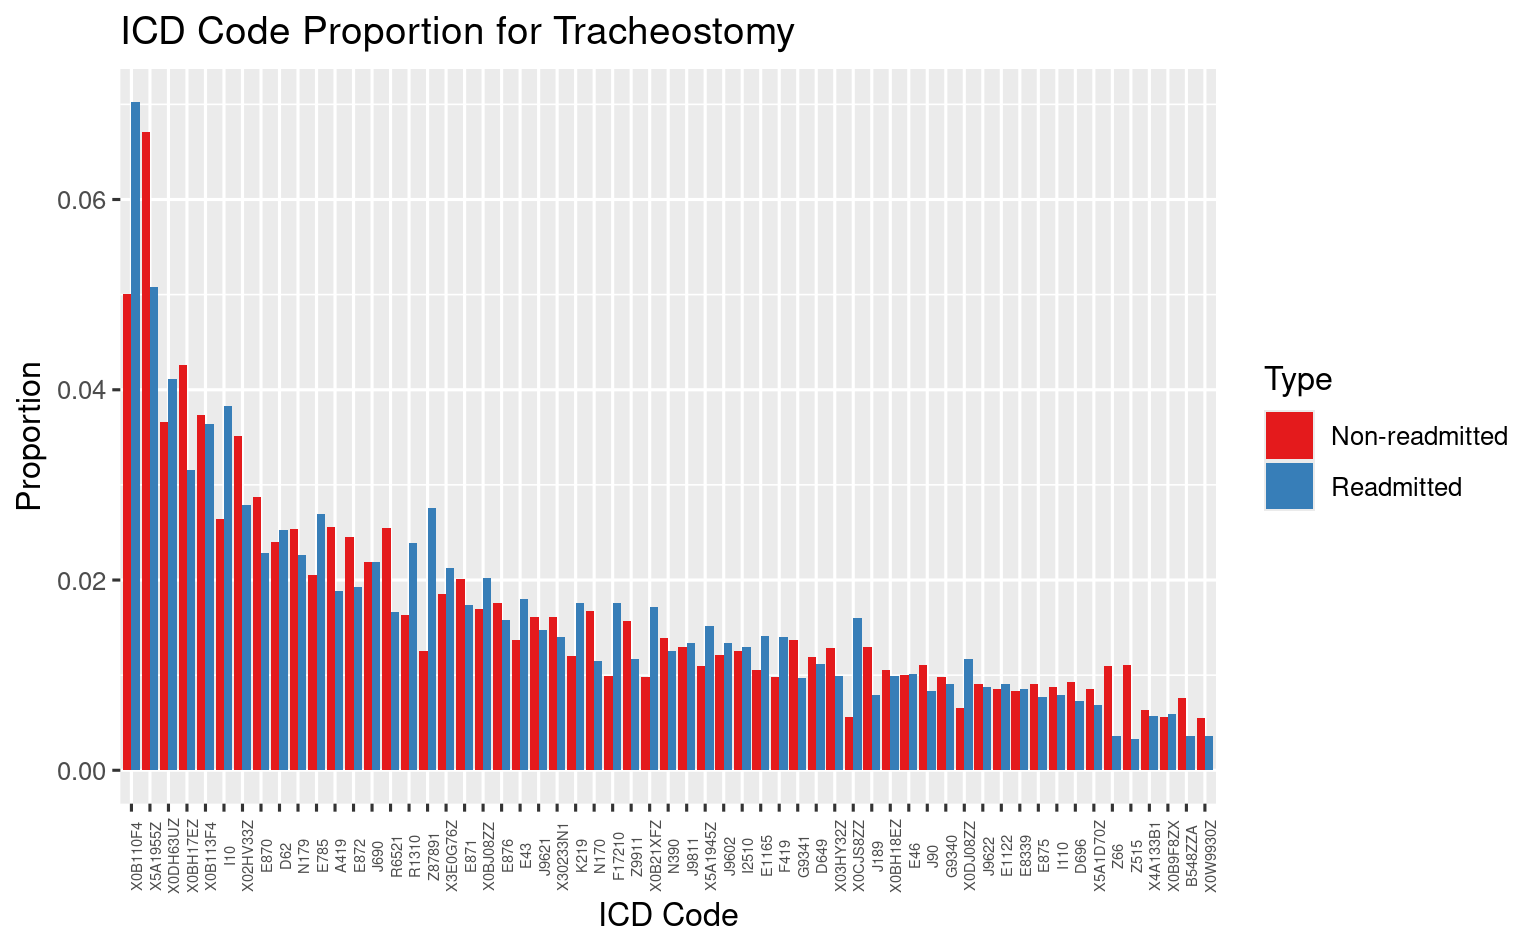 ICD Code Proportion for Tracheostomy
Proportion
0.06
0.04
0.02
0.00
X0B110F4
X5A1955Z
X0DH63UZ
X0BH17EZ
X0B113F4
I10
X02HV33Z
E870
D62
N179
E785
A419
E872
J690
R6521
R1310
Z87891
X3E0G76Z
E871
X0BJ08ZZ
E876
E43
J9621
X30233N1
K219
N170
F17210
Z9911
X0B21XFZ
N390
J9811
X5A1945Z
J9602
I2510
E1165
F419
G9341
D649
X03HY32Z
X0CJS8ZZ
J189
X0BH18EZ
E46
J90
G9340
X0DJ08ZZ
J9622
E1122
E8339
E875
I110
D696
X5A1D70Z
Z66
Z515
X4A133B1
X0B9F8ZX
B548ZZA
X0W9930Z
ICD Code
Type
Non-readmitted
Readmitted